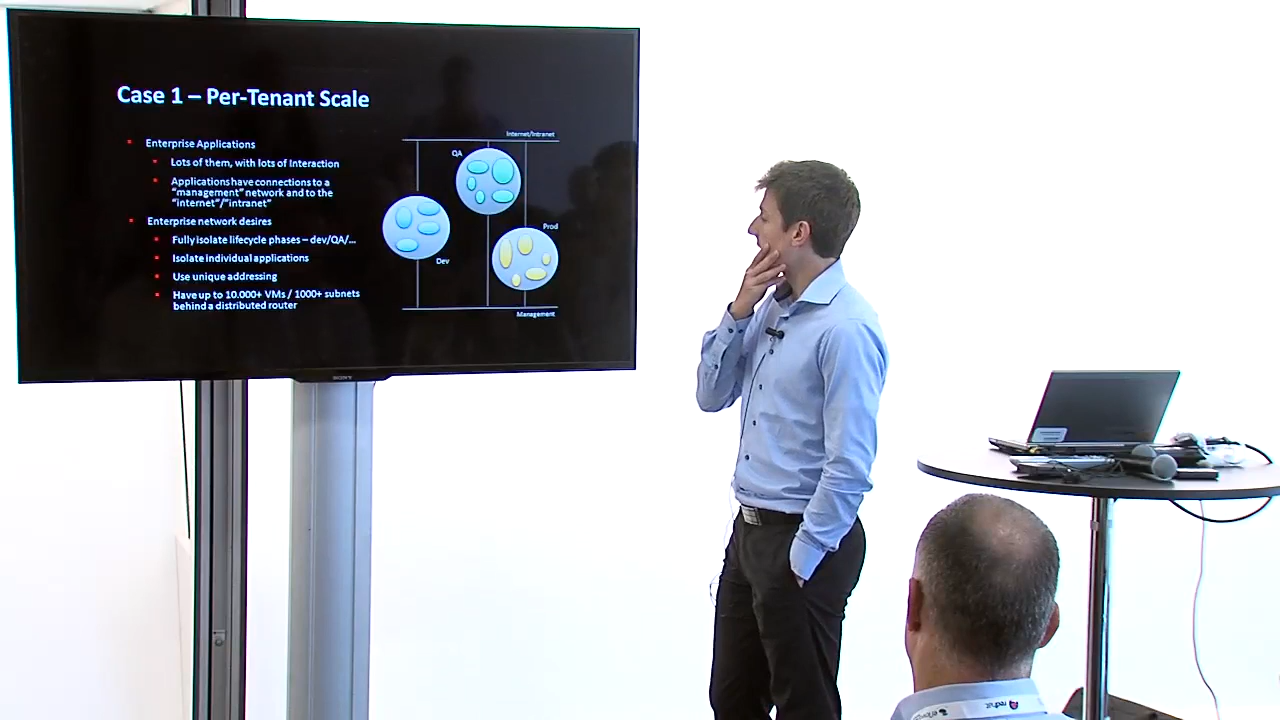 Case 1 – Per-Tenant Scale
Enterprise Applications
Lots of them, with lots of Interaction
Applications have connections to a
"management" network and to the
"internet"/"intranet"
Enterprise network desires
Fully isolate lifecycle phases – dev/QA/...
Isolate individual applications
Use unique addressing
Have up to 10.000+ VMs / 1000+ subnets
behind a distributed router
Internet/Intranet
QA
Prod
Dev
Management
SONY